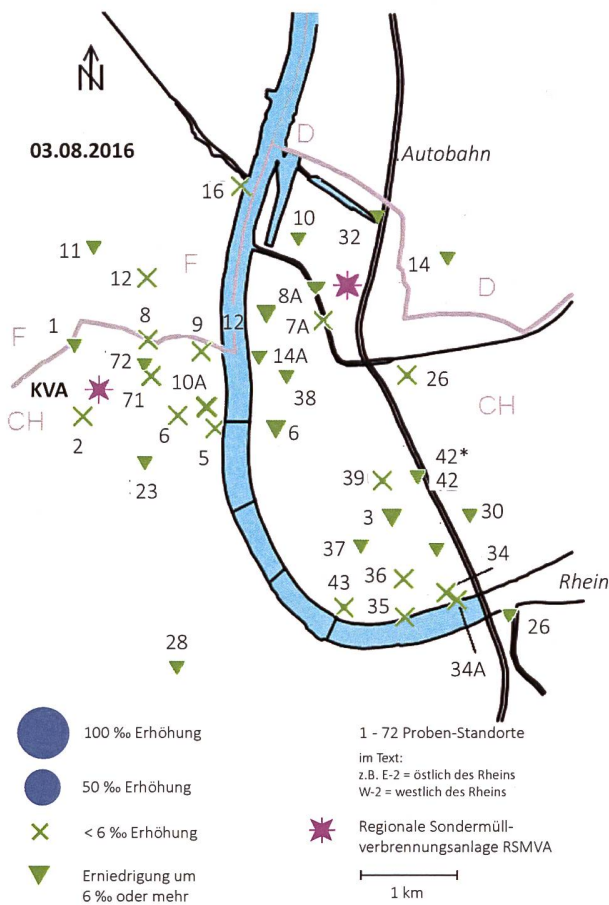 N
03.08.2016
D
Autobahn
16
10
32
11
F
14
12
8A
D
1
8
9
12
7A
F
72
14A
KVA
71
10A
38
26
CH
CH
2
6
5
6
42*
23
39
42
3
30
37
34
36
43
35
Rhein
26
34A
28
100 ‰ Erhöhung
50 ‰ Erhöhung
< 6 ‰ Erhöhung
Erniedrigung um
6 ‰ oder mehr
1 - 72 Proben-Standorte
im Text:
z.B. E-2 = östlich des Rheins
W-2 = westlich des Rheins
Regionale Sondermüll-
verbrennungsanlage RSMVA
1 km